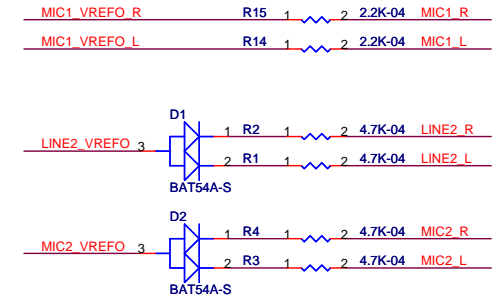 MIC1_VREFO_R R15 1 2 2.2K-04 MIC1_R
MIC1_VREFO_L R14 1 2 2.2K-04 MIC1_L
D1
LINE2_VREFO 3 1 R2 1 2 4.7K-04 LINE2_R
2 R1 1 2 4.7K-04 LINE2_L
BAT54A-S
D2
MIC2_VREFO 3 1 R4 1 2 4.7K-04 MIC2_R
2 R3 1 2 4.7K-04 MIC2_L
BAT54A-S